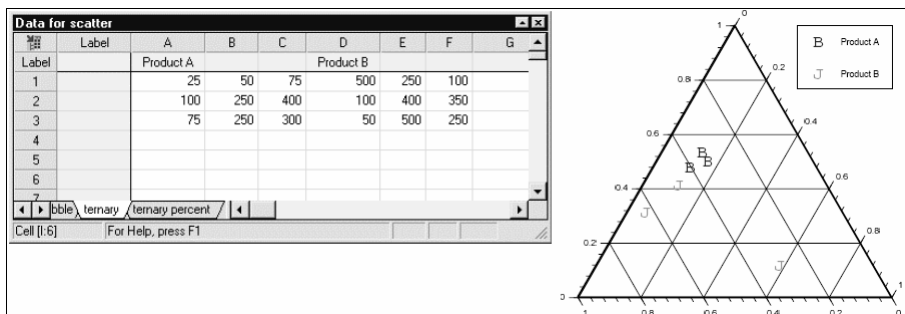 Data for scatter
Label A B C D E F G
Label Product A Product B
1 25 50 75 500 250 100
2 100 250 400 100 400 350
3 75 250 300 50 500 250
4
5
6
7
bble ternary ternary percent
Cell [I:6] For Help, press F1
B Product A
J Product B
0
1
0.8 0.2
0.6 0.4
0.4 0.6
0.2 0.8
0 1
1 0.8 0.6 0.4 0.2 0
B
B
B
J
J
J